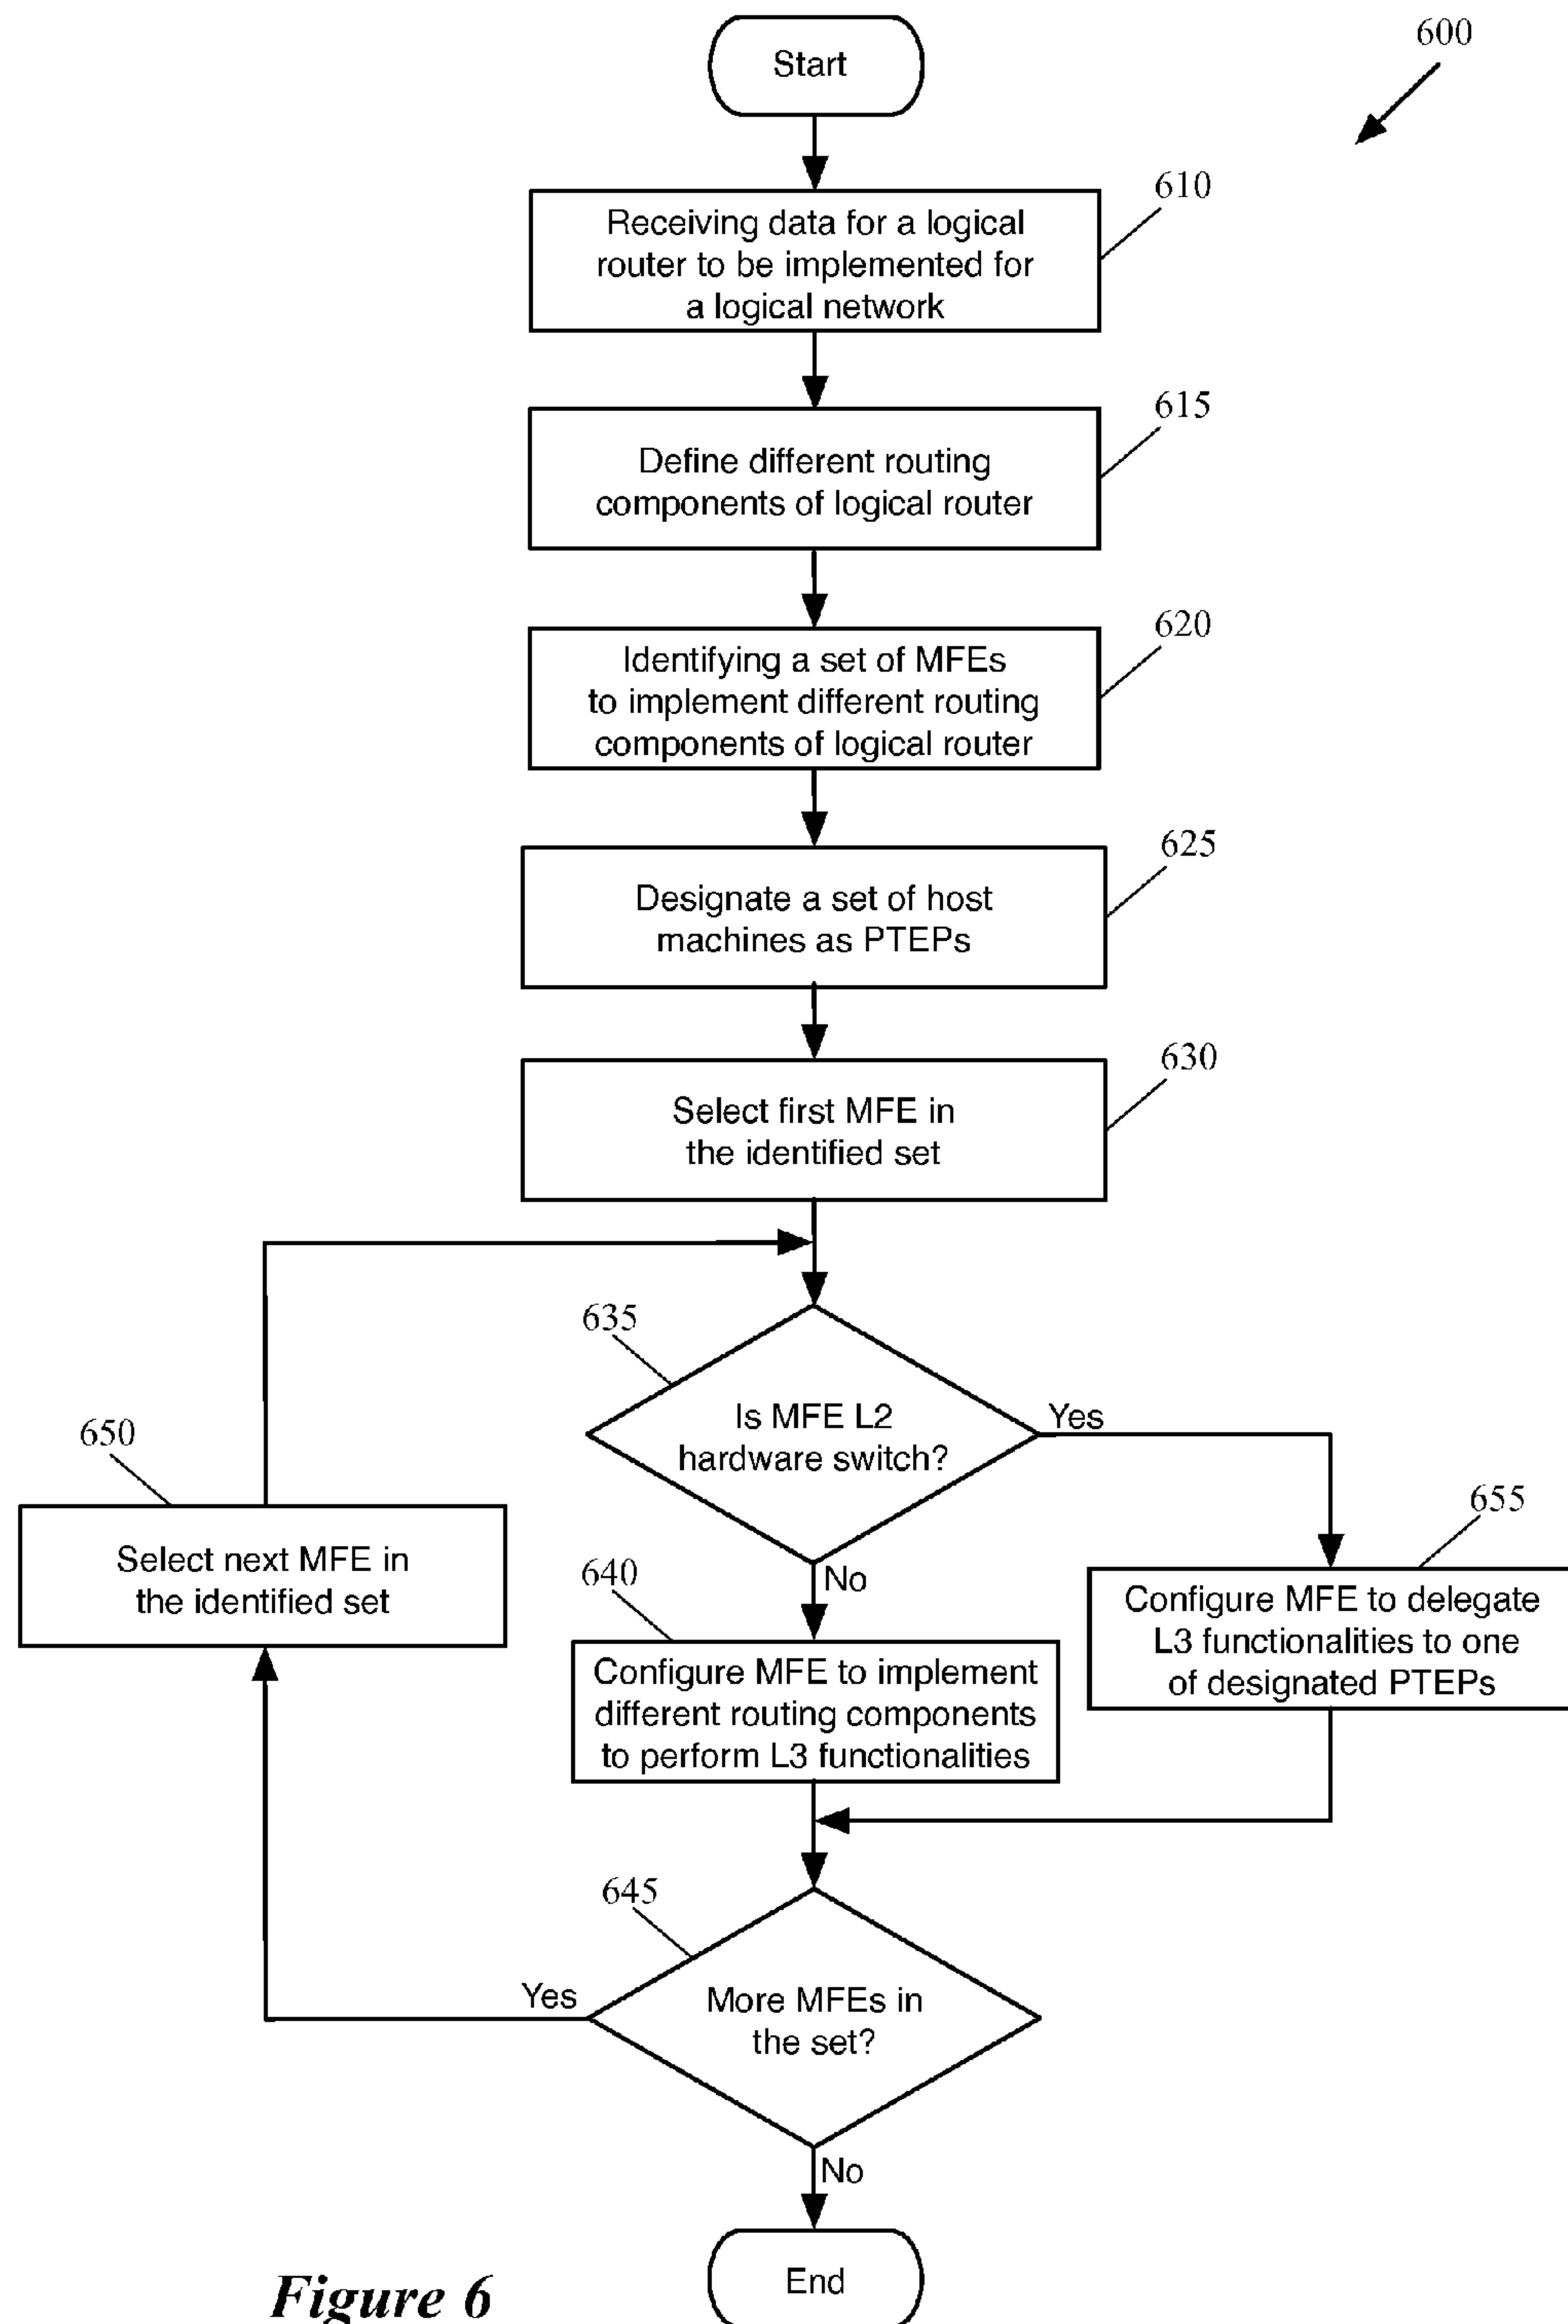 600
Start
610
Receiving data for a logical
router to be implemented for
a logical network
615
Define different routing
components of logical router
620
Identifying a set of MFEs
to implement different routing
components of logical router
625
Designate a set of host
machines as PTEPs
630
Select first MFE in
the identified set
635
Is MFE L2
hardware switch?
Yes
No
650
Select next MFE in
the identified set
655
Configure MFE to delegate
L3 functionalities to one
of designated PTEPs
640
Configure MFE to implement
different routing components
to perform L3 functionalities
645
More MFEs in
the set?
Yes
No
End
Figure 6